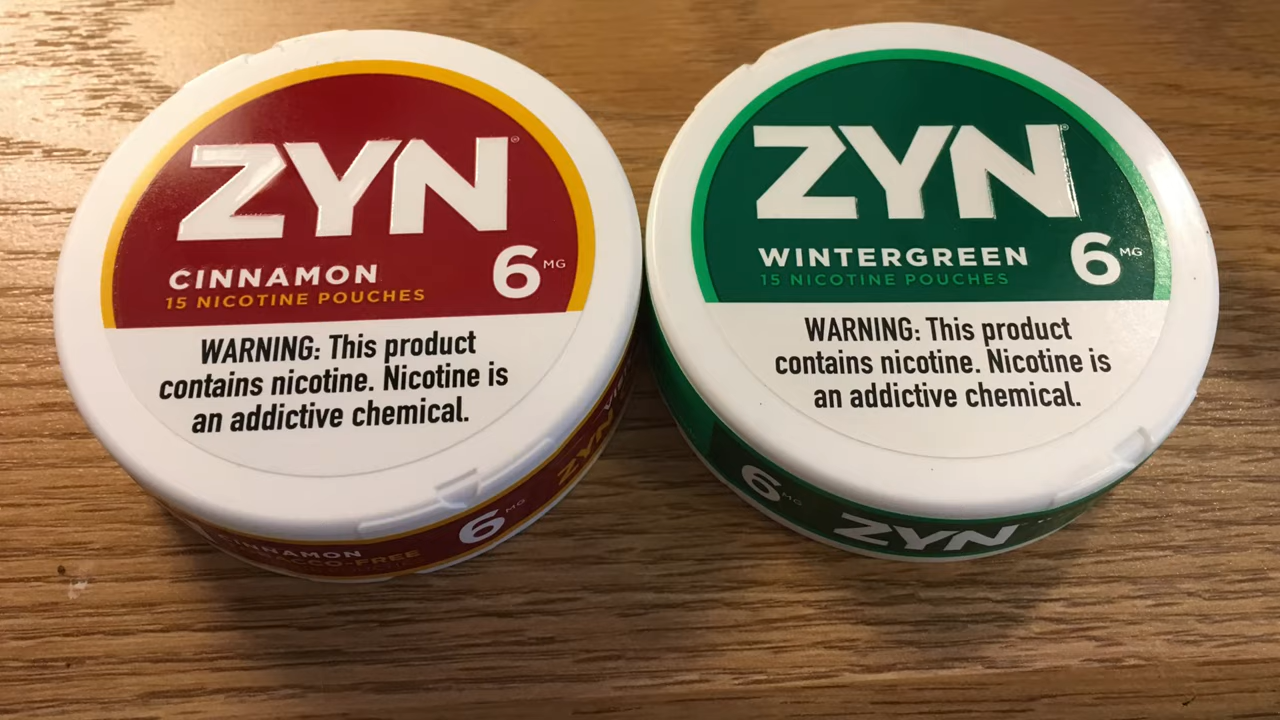 ZYN®
CINNAMON
15 NICOTINE POUCHES
6 MG
WARNING: This product
contains nicotine. Nicotine is
an addictive chemical.
CINNAMON
6 MG
ZYN
ZYN®
WINTERGREEN
15 NICOTINE POUCHES
6 MG
WARNING: This product
contains nicotine. Nicotine is
an addictive chemical.
6 MG
ZYN